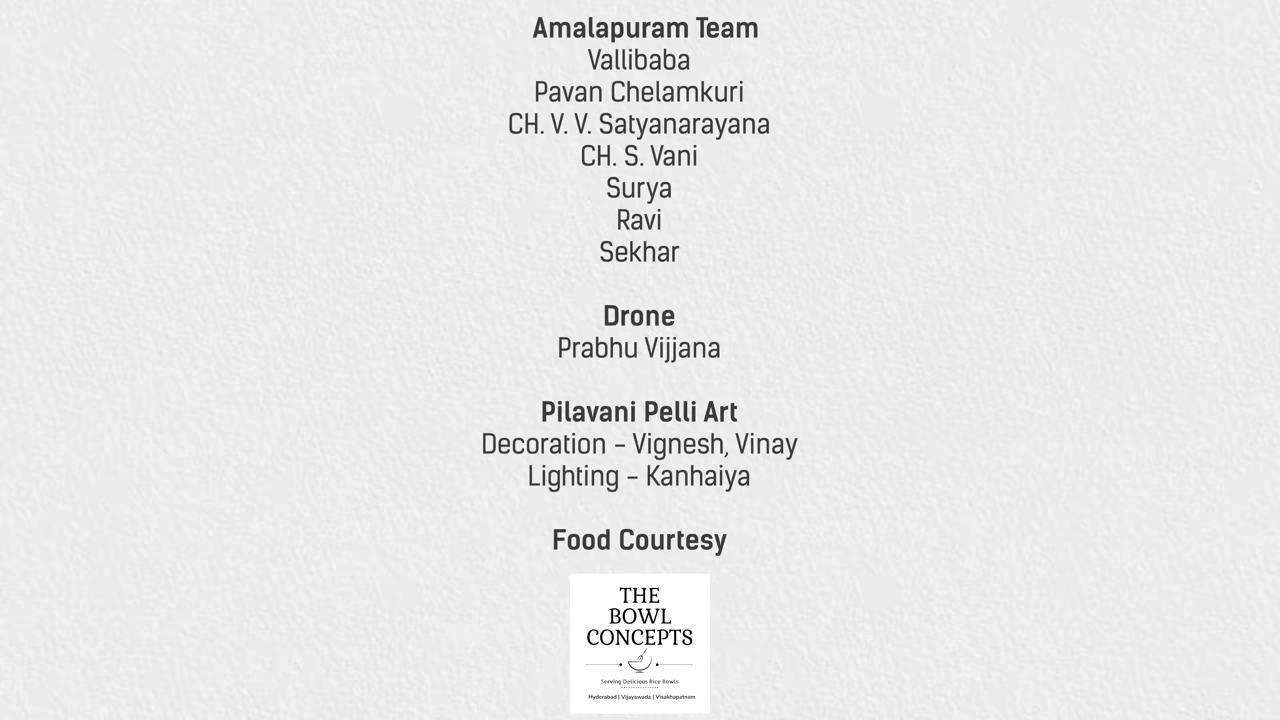 Amalapuram Team
Vallibaba
Pavan Chelamkuri
CH. V. V. Satyanarayana
CH. S. Vani
Surya
Ravi
Sekhar
Drone
Prabhu Vijjana
Pilavani Pelli Art
Decoration – Vignesh, Vinay
Lighting – Kanhaiya
Food Courtesy
THE
BOWL
CONCEPTS
Serving Delicious Rice Bowls
Hyderabad | Vijayawada | Visakhapatnam